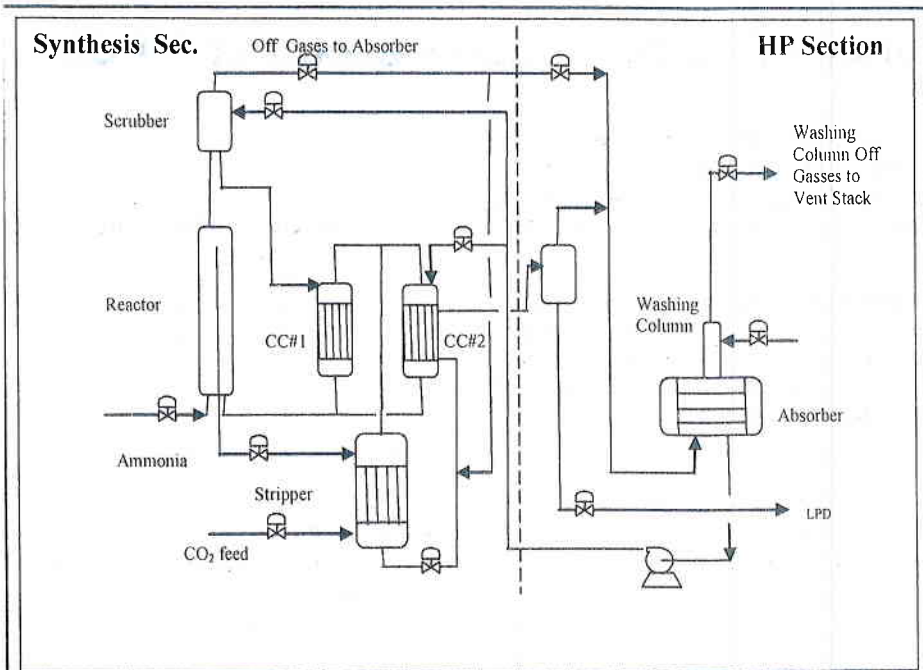 Synthesis Sec.
Off Gases to Absorber
HP Section
Scrubber
Washing
Column Off
Gasses to
Vent Stack
Reactor
CC#1
CC#2
Washing
Column
Absorber
Ammonia
Stripper
CO₂ feed
LPD